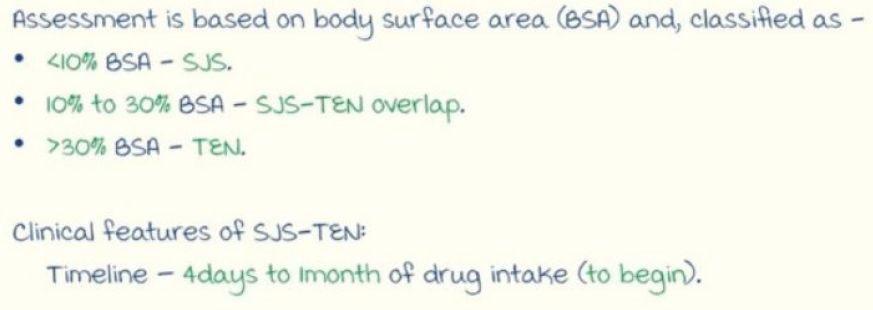 Assessment is based on body surface area (BSA) and, classified as -
• <10% BSA - SJS.
• 10% to 30% BSA - SJS-TEN overlap.
• >30% BSA - TEN.
Clinical features of SJS-TEN:
Timeline - 4days to 1month of drug intake (to begin).